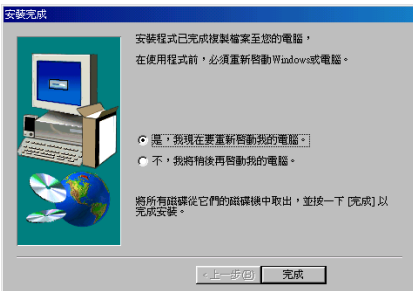 安裝完成
安裝程式已完成複製檔案至您的電腦，
在使用程式前，必須重新啓動Windows或電腦。
是，我現在要重新啓動我的電腦。
不，我將稍後再啓動我的電腦。
將所有磁碟從它們的磁碟機中取出，並按一下 [完成] 以
完成安裝。
<上一步(B) 完成